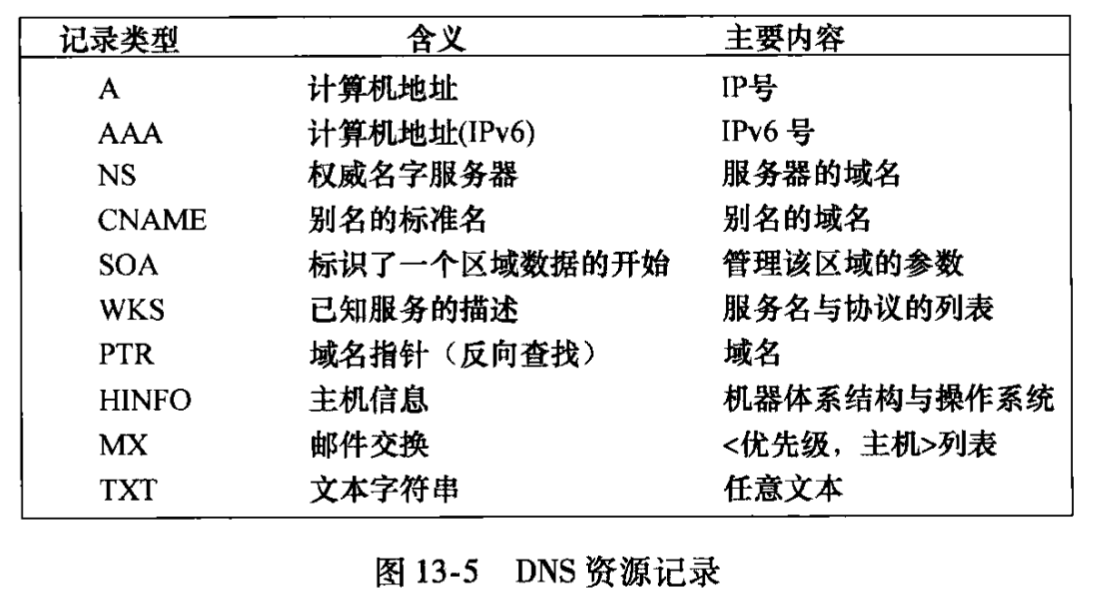 记录类型 含义 主要内容
A 计算机地址 IP号
AAA 计算机地址(IPv6) IPv6 号
NS 权威名字服务器 服务器的域名
CNAME 别名的标准名 别名的域名
SOA 标识了一个区域数据的开始 管理该区域的参数
WKS 已知服务的描述 服务名与协议的列表
PTR 域名指针（反向查找） 域名
HINFO 主机信息 机器体系结构与操作系统
MX 邮件交换 <优先级，主机>列表
TXT 文本字符串 任意文本
图 13-5 DNS 资源记录